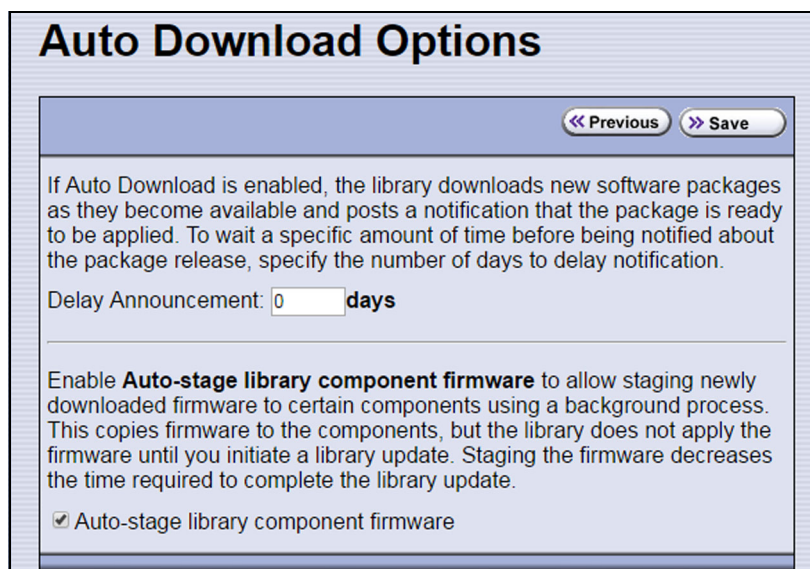 Auto Download Options
Previous
Save
If Auto Download is enabled, the library downloads new software packages
as they become available and posts a notification that the package is ready
to be applied. To wait a specific amount of time before being notified about
the package release, specify the number of days to delay notification.
Delay Announcement: 0 days
Enable Auto-stage library component firmware to allow staging newly
downloaded firmware to certain components using a background process.
This copies firmware to the components, but the library does not apply the
firmware until you initiate a library update. Staging the firmware decreases
the time required to complete the library update.
Auto-stage library component firmware